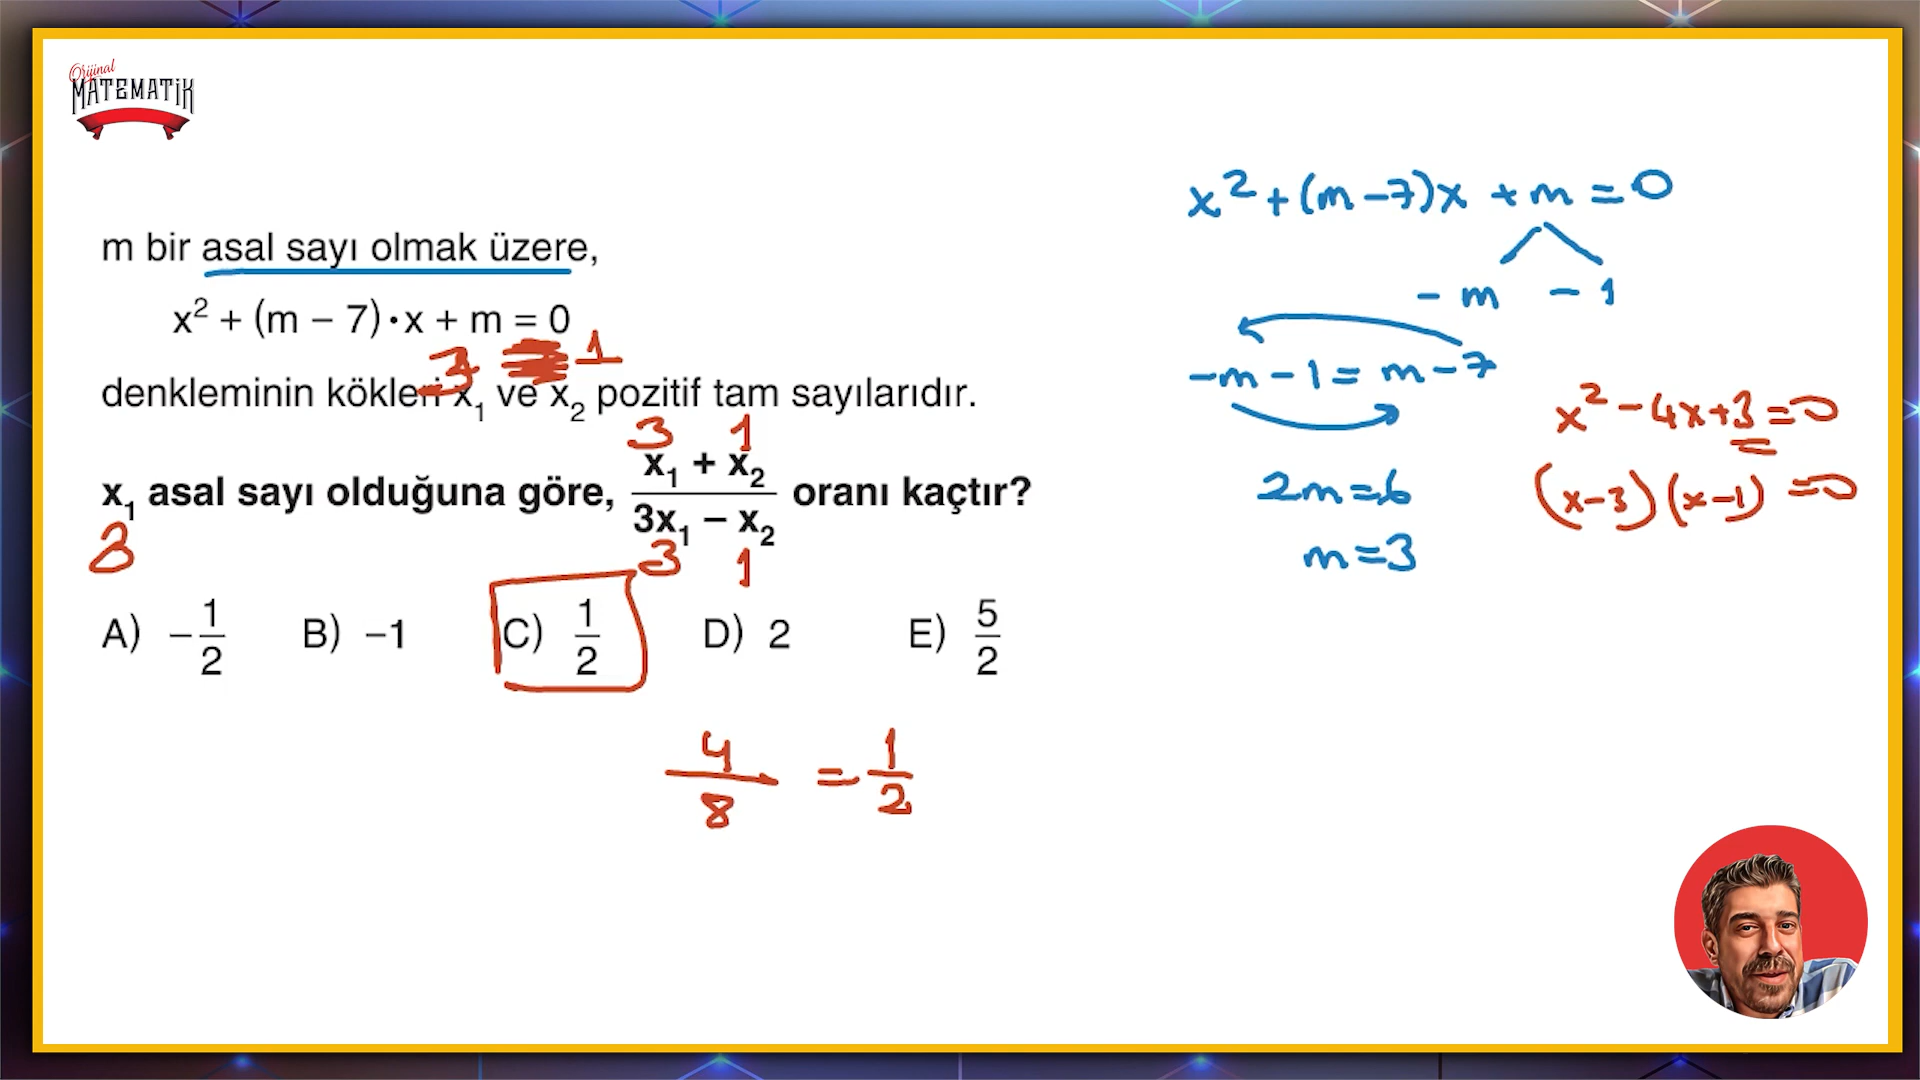 Orijinal
MATEMATİK
m bir asal sayı olmak üzere,
x² + (m – 7)·x + m = 0
1
3
denkleminin kökleri x₁ ve x₂ pozitif tam sayılarıdır.
3 1
x₁ asal sayı olduğuna göre, (x₁ + x₂)/(3x₁ – x₂) oranı kaçtır?
3
3 1
A) –1/2 B) –1 C) 1/2 D) 2 E) 5/2
4/8 = 1/2
x² + (m – 7)x + m = 0
– m – 1
–m – 1 = m – 7
2m = 6
m = 3
x² – 4x + 3 = 0
(x–3)(x–1) = 0